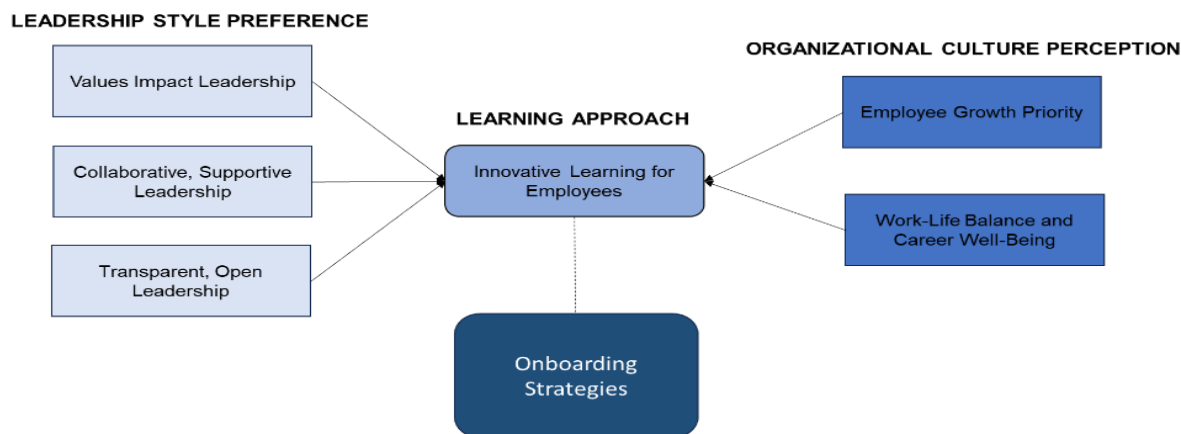 LEADERSHIP STYLE PREFERENCE
Values Impact Leadership
Collaborative, Supportive
Leadership
Transparent, Open
Leadership
LEARNING APPROACH
Innovative Learning for
Employees
Onboarding
Strategies
ORGANIZATIONAL CULTURE PERCEPTION
Employee Growth Priority
Work-Life Balance and
Career Well-Being